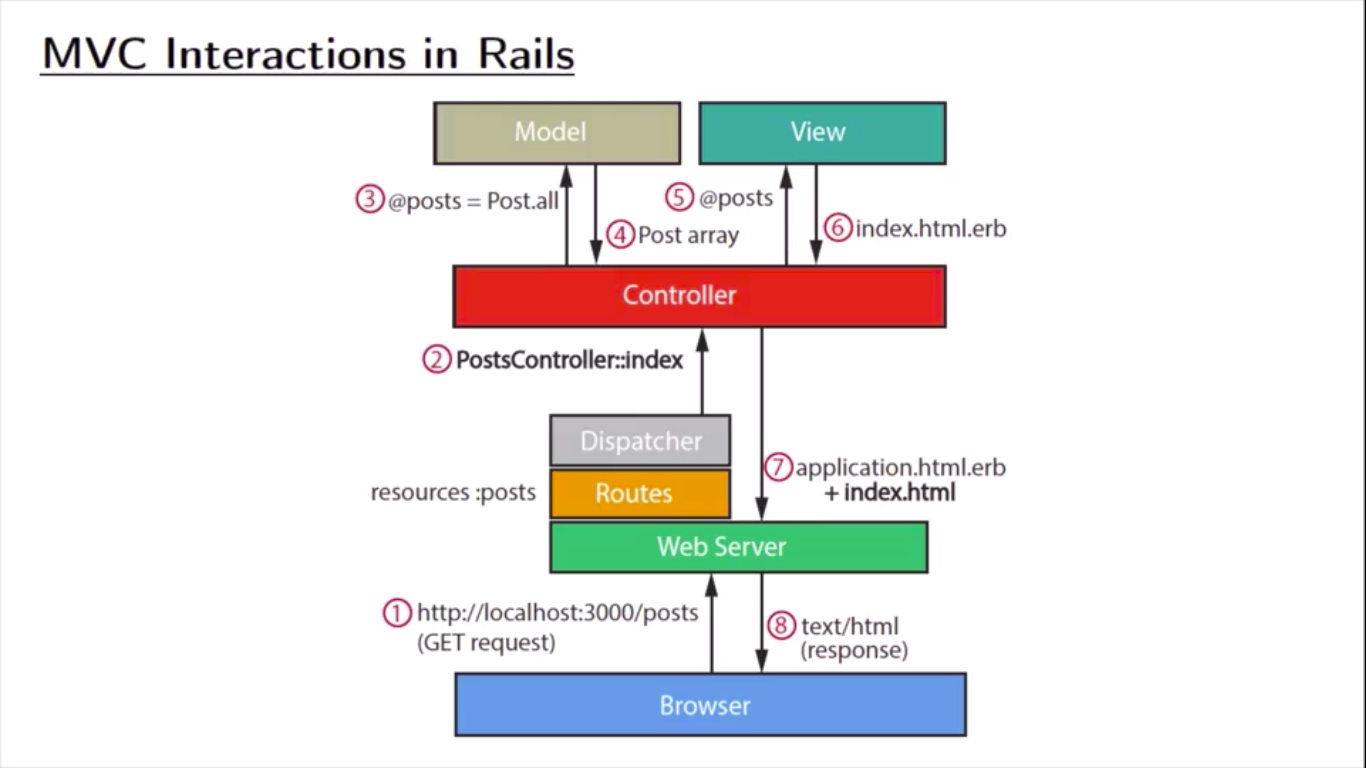 MVC Interactions in Rails
Model
View
③ @posts = Post.all
④ Post array
⑤ @posts
⑥ index.html.erb
Controller
② PostsController::index
Dispatcher
Routes
resources :posts
⑦ application.html.erb
+ index.html
Web Server
① http://localhost:3000/posts
(GET request)
⑧ text/html
(response)
Browser